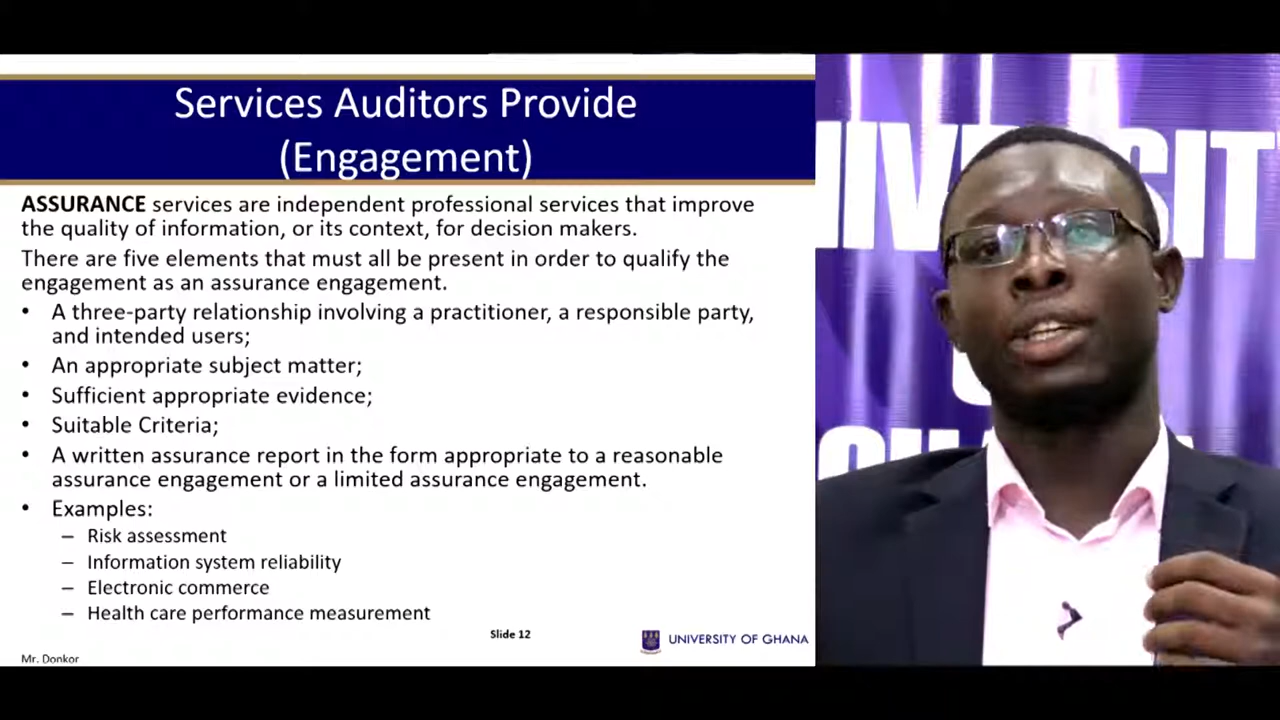 Services Auditors Provide
(Engagement)
ASSURANCE services are independent professional services that improve
the quality of information, or its context, for decision makers.
There are five elements that must all be present in order to qualify the
engagement as an assurance engagement.
• A three-party relationship involving a practitioner, a responsible party,
and intended users;
• An appropriate subject matter;
• Sufficient appropriate evidence;
• Suitable Criteria;
• A written assurance report in the form appropriate to a reasonable
assurance engagement or a limited assurance engagement.
• Examples:
– Risk assessment
– Information system reliability
– Electronic commerce
– Health care performance measurement
Slide 12
UNIVERSITY OF GHANA
Mr. Donkor